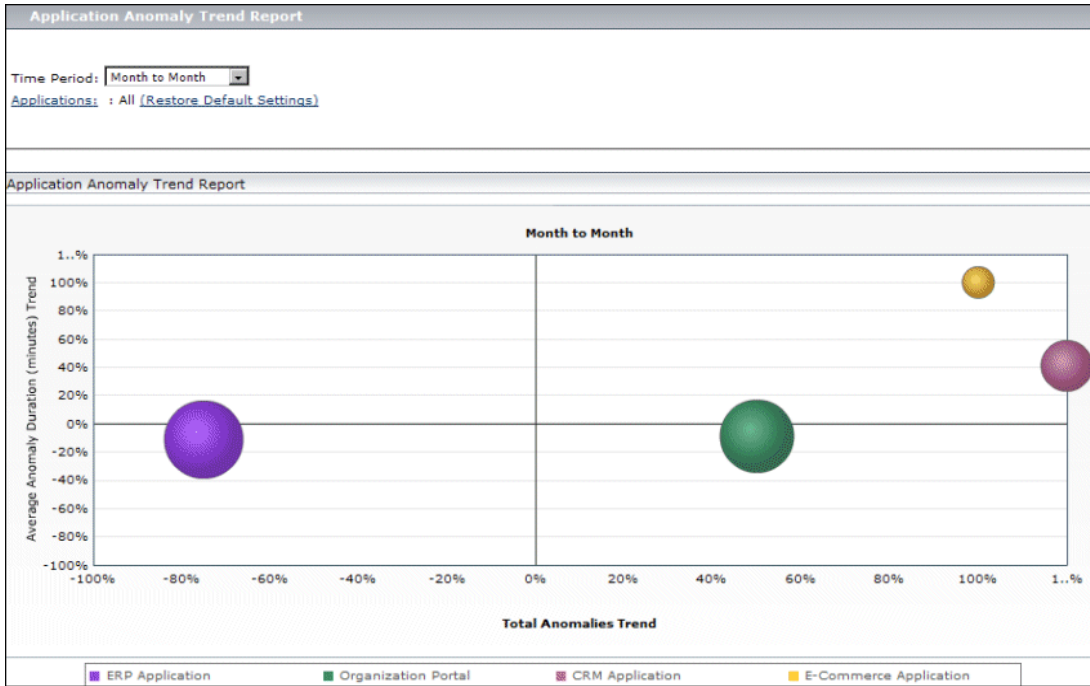 Application Anomaly Trend Report
Time Period: Month to Month
Applications: : All (Restore Default Settings)
Application Anomaly Trend Report
Month to Month
Average Anomaly Duration (minutes) Trend
1..%
100%
80%
60%
40%
20%
0%
-20%
-40%
-60%
-80%
-100%
-100% -80% -60% -40% -20% 0% 20% 40% 60% 80% 100% 1..%
Total Anomalies Trend
ERP Application Organization Portal CRM Application E-Commerce Application